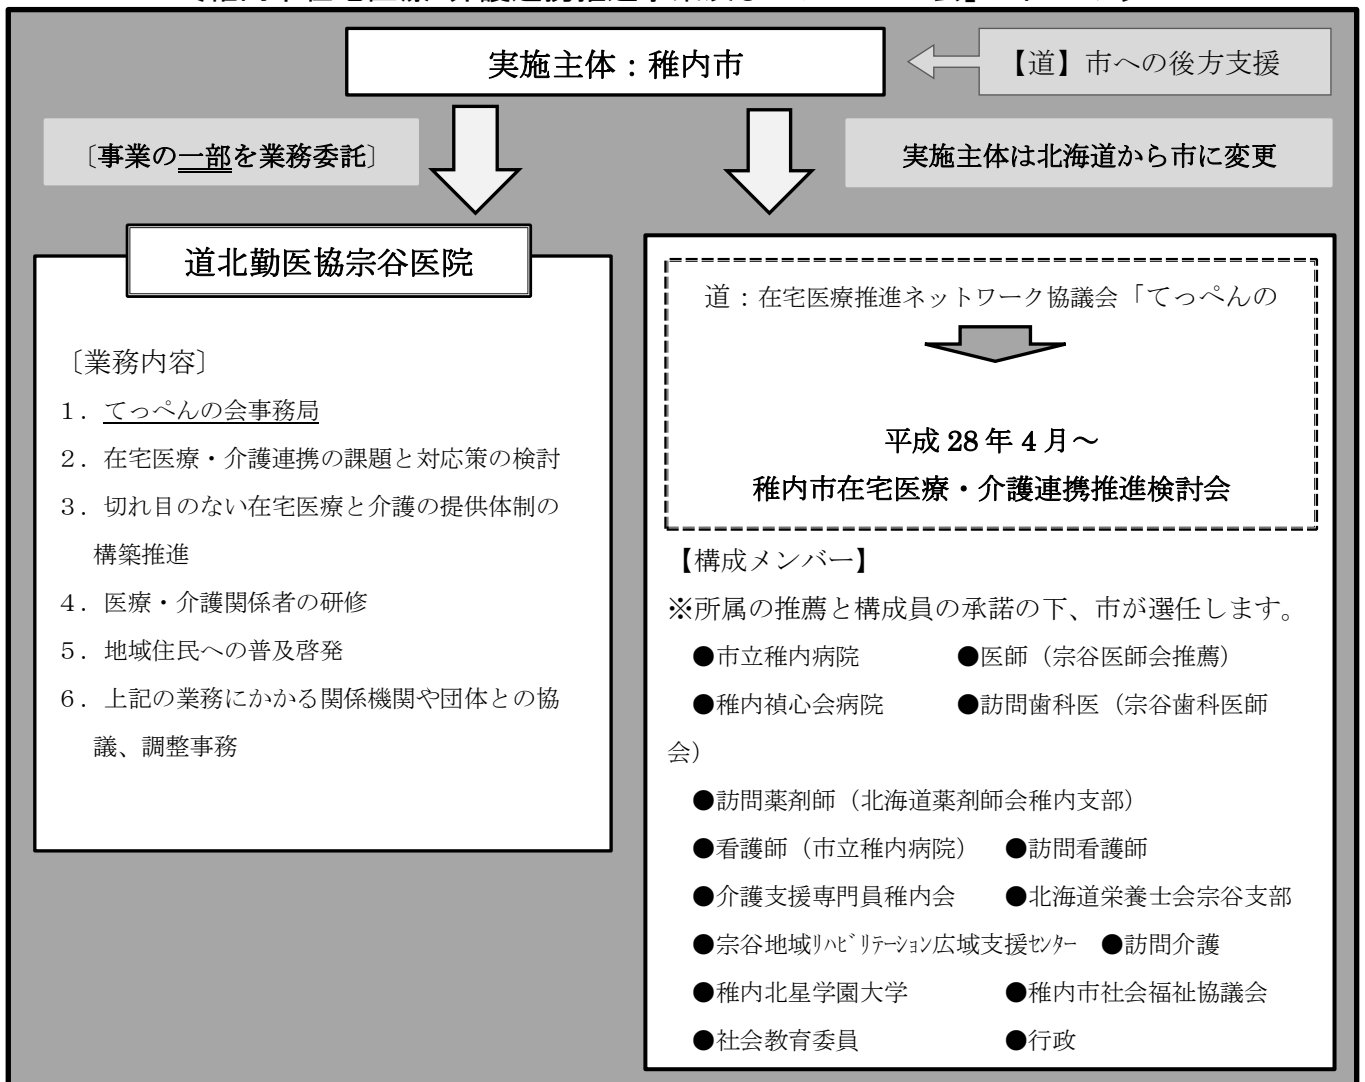 実施主体：稚内市
【道】市への後方支援
〔事業の一部を業務委託〕
実施主体は北海道から市に変更
道北勤医協宗谷医院
〔業務内容〕
１．てっぺんの会事務局
２．在宅医療・介護連携の課題と対応策の検討
３．切れ目のない在宅医療と介護の提供体制の
構築推進
４．医療・介護関係者の研修
５．地域住民への普及啓発
６．上記の業務にかかる関係機関や団体との協
議、調整事務
道：在宅医療推進ネットワーク協議会「てっぺんの
平成 28 年 4 月～
稚内市在宅医療・介護連携推進検討会
【構成メンバー】
※所属の推薦と構成員の承諾の下、市が選任します。
●市立稚内病院　●医師（宗谷医師会推薦）
●稚内禎心会病院　●訪問歯科医（宗谷歯科医師
会）
●訪問薬剤師（北海道薬剤師会稚内支部）
●看護師（市立稚内病院）　●訪問看護師
●介護支援専門員稚内会　●北海道栄養士会宗谷支部
●宗谷地域ﾘﾊﾋﾞﾘﾃｰｼｮﾝ広域支援ｾﾝﾀｰ　●訪問介護
●稚内北星学園大学　●稚内市社会福祉協議会
●社会教育委員　●行政